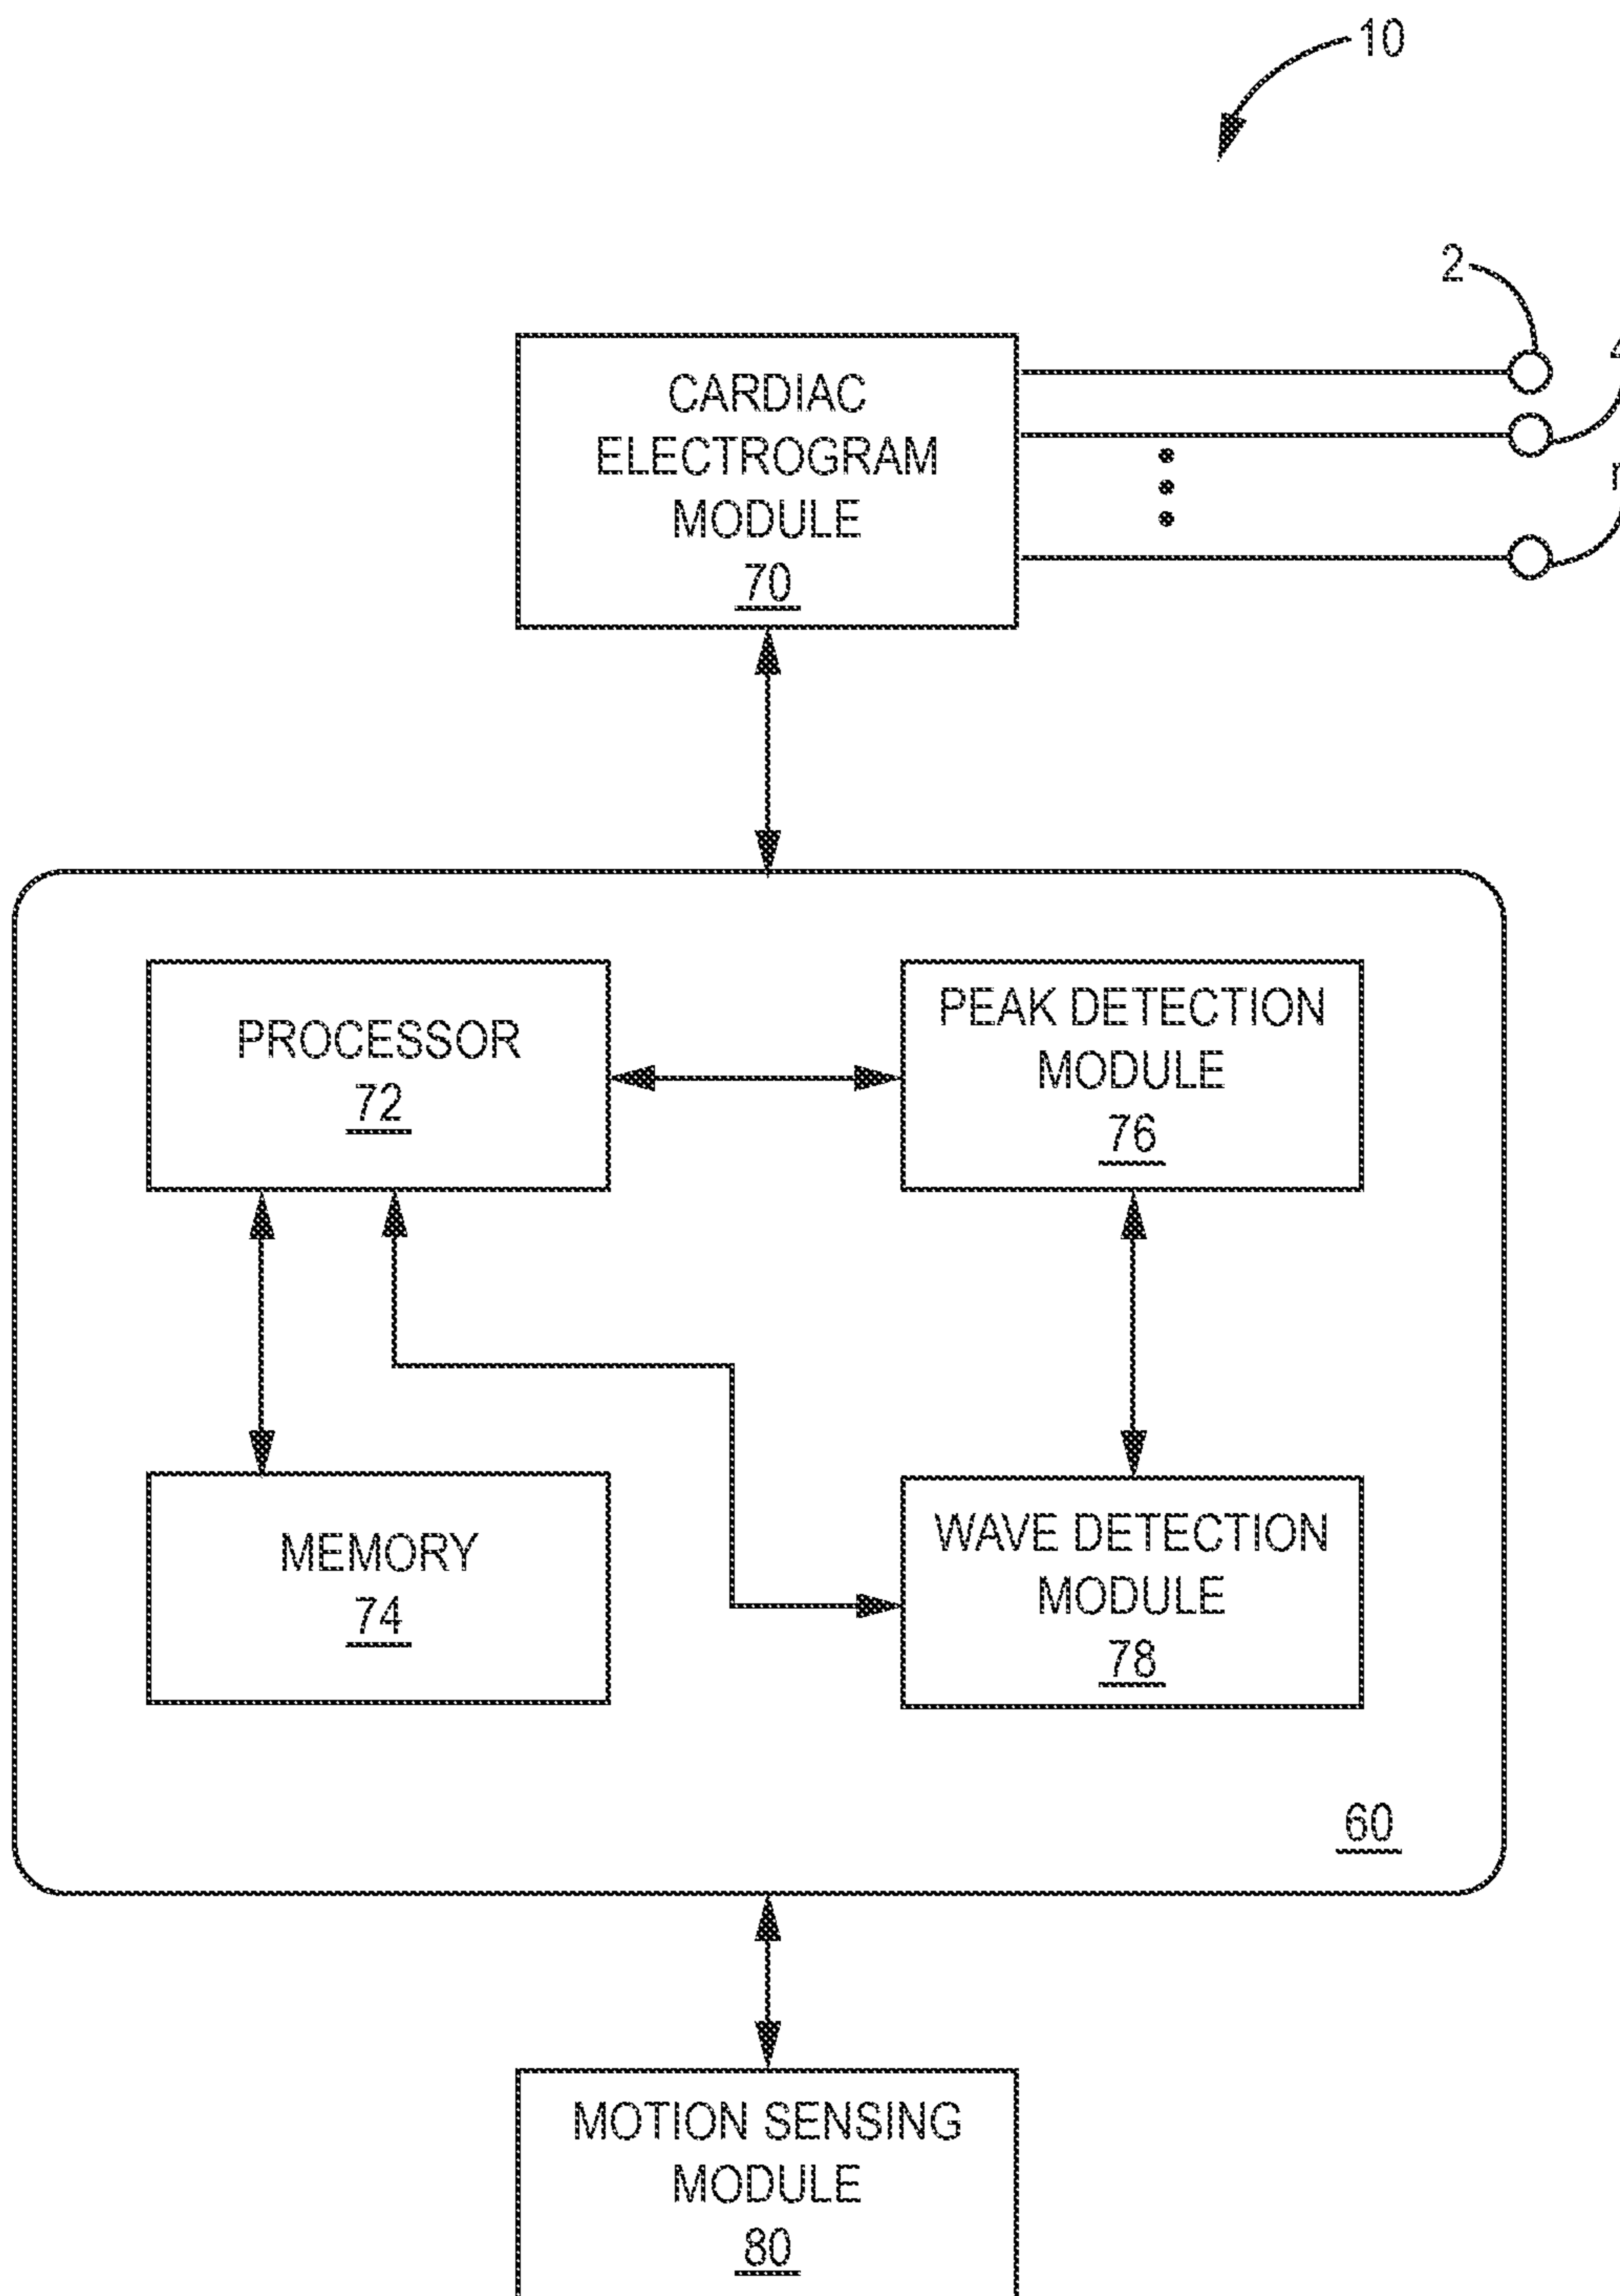 10
2
CARDIAC
ELECTROGRAM
MODULE
70
PROCESSOR
72
PEAK DETECTION
MODULE
76
MEMORY
74
WAVE DETECTION
MODULE
78
60
MOTION SENSING
MODULE
80